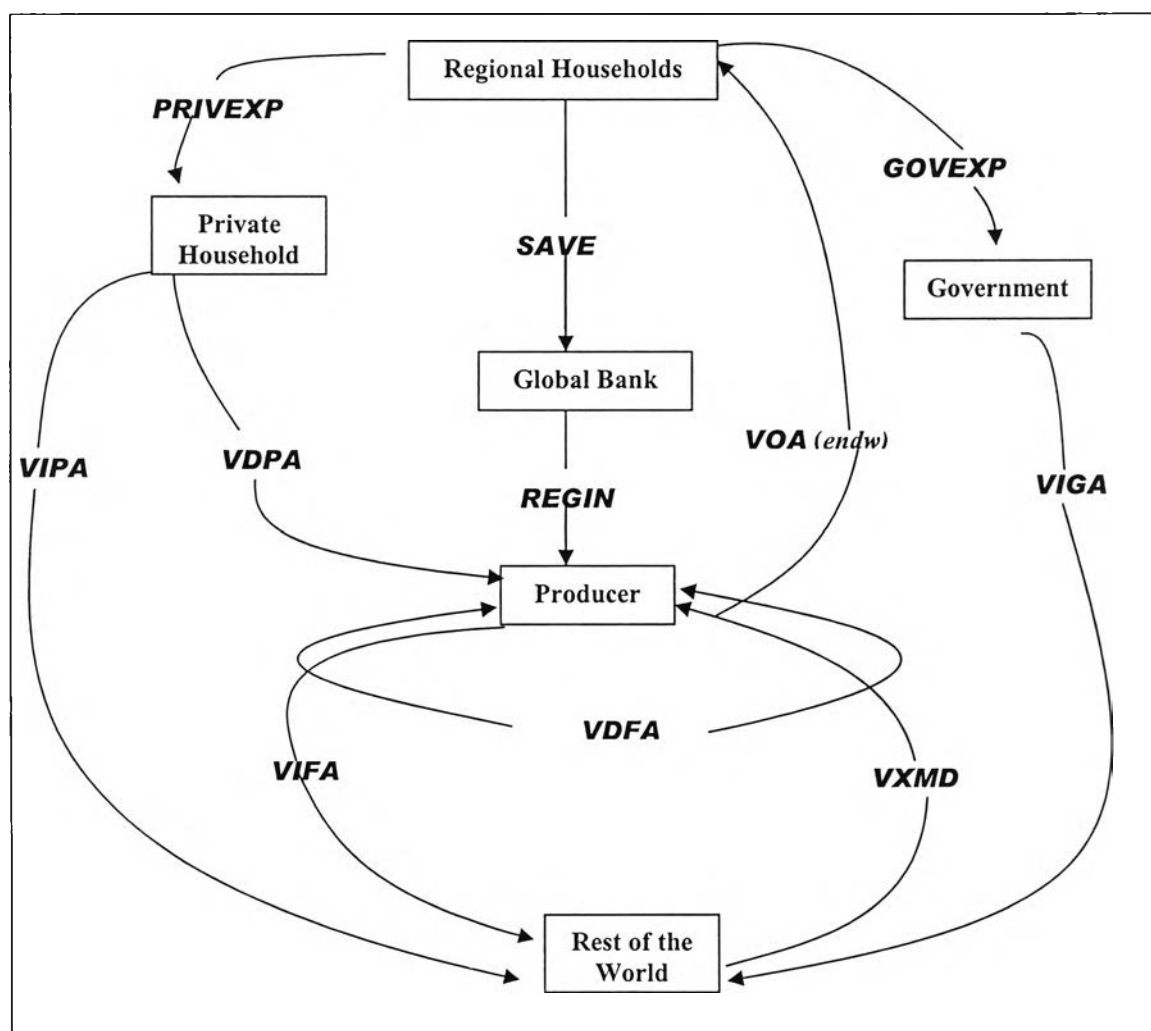 Regional Households
PRIVEXP
GOVEXP
Private
Household
SAVE
Government
Global Bank
VOA (endw)
VIPA
VDPA
VIGA
REGIN
Producer
VDFA
VIFA
VXMD
Rest of the
World